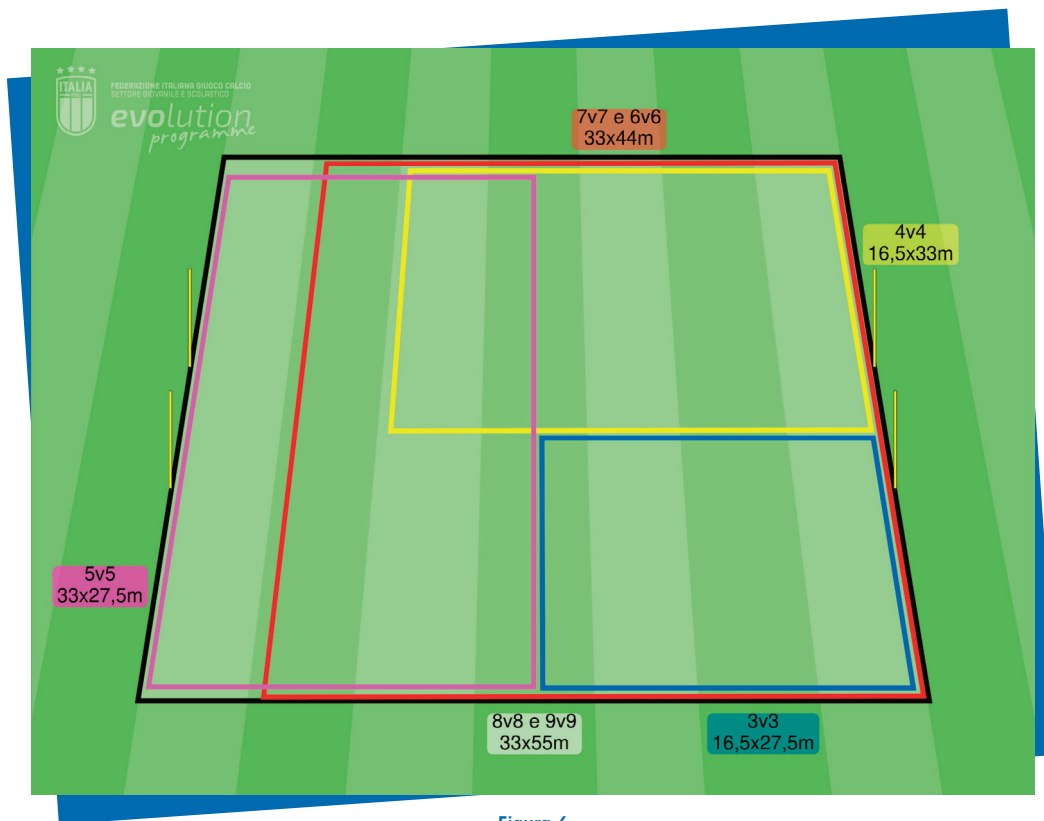 ITALIA
FEDERAZIONE ITALIANA GIUOCO CALCIO
SETTORE GIOVANILE E SCOLASTICO
evolution
programme
7v7 e 6v6
33x44m
4v4
16,5x33m
5v5
33x27,5m
8v8 e 9v9
33x55m
3v3
16,5x27,5m